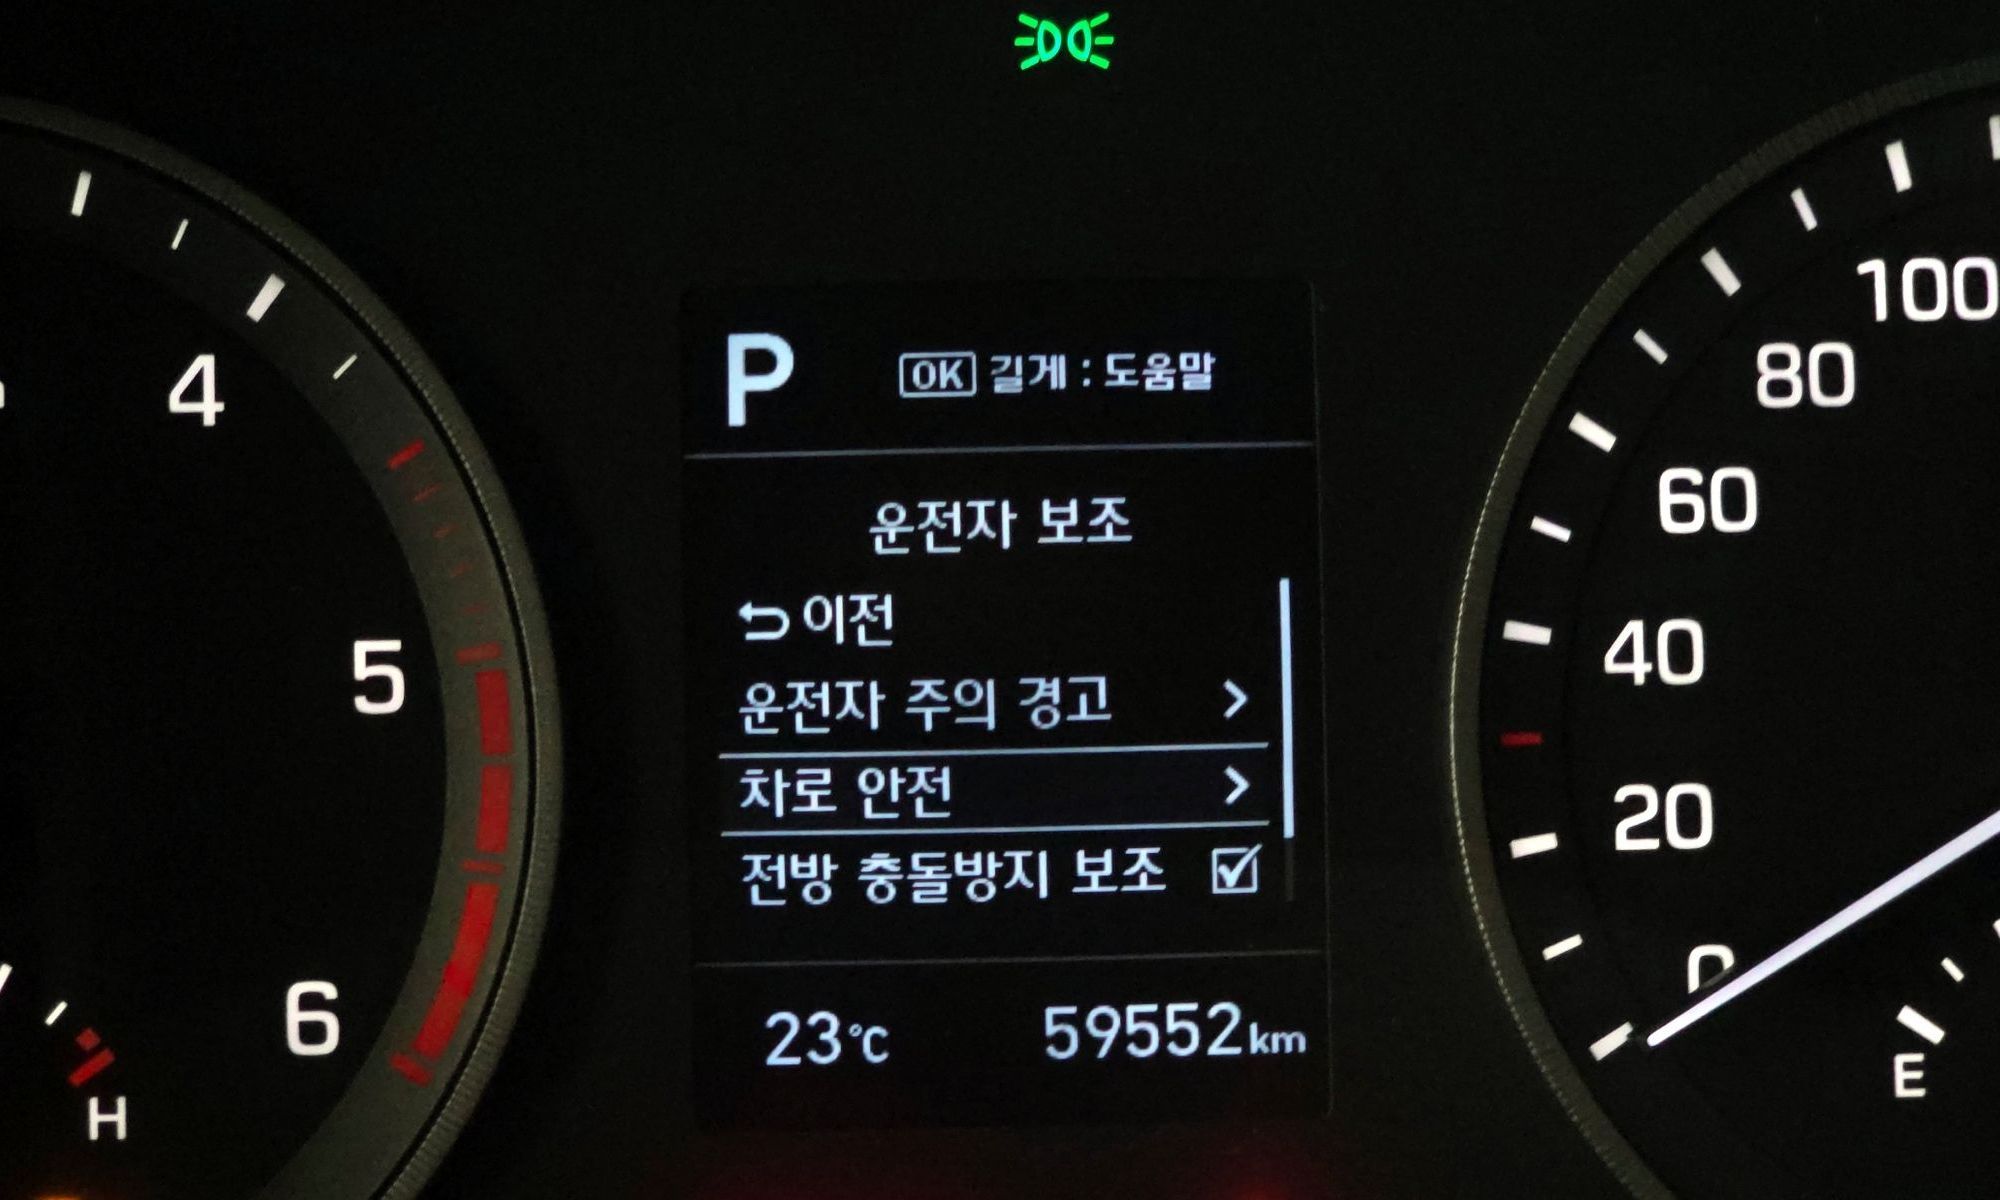 P
OK 길게 : 도움말
운전자 보조
이전
운전자 주의 경고
차로 안전
전방 충돌방지 보조
23°C
59552km
4
5
6
H
100
80
60
40
20
0
E